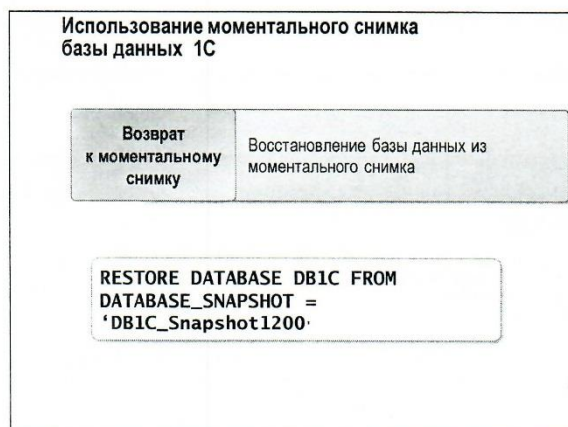 Использование моментального снимка
базы данных 1С
Возврат
к моментальному
снимку
Восстановление базы данных из
моментального снимка
RESTORE DATABASE DB1C FROM
DATABASE_SNAPSHOT =
‘DB1C_Snapshot1200'